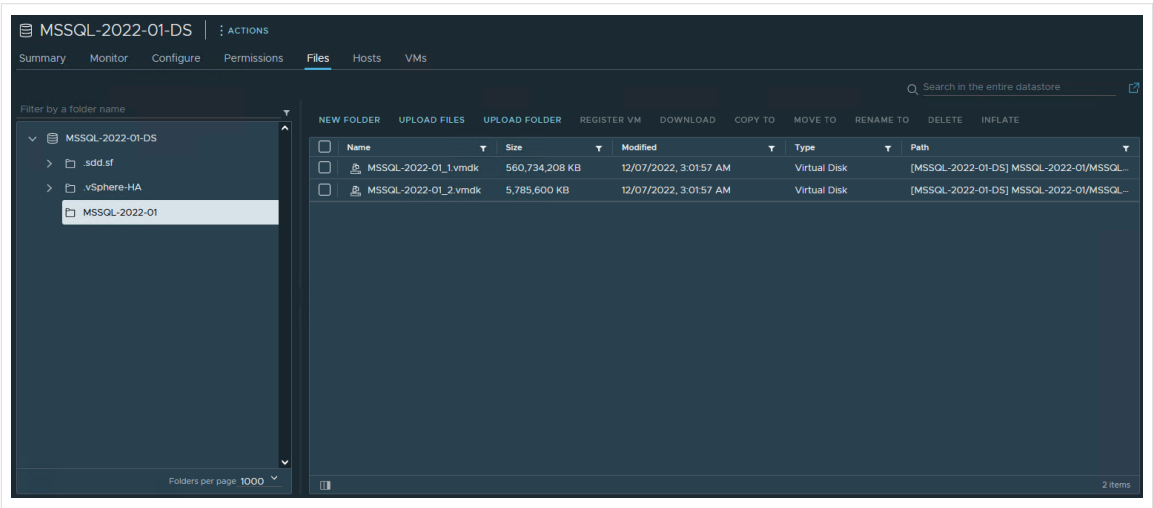 MSSQL-2022-01-DS ACTIONS
Summary Monitor Configure Permissions Files Hosts VMs
Search in the entire datastore
Filter by a folder name
NEW FOLDER UPLOAD FILES UPLOAD FOLDER REGISTER VM DOWNLOAD COPY TO MOVE TO RENAME TO DELETE INFLATE
MSSQL-2022-01-DS
.sdd.sf
.vSphere-HA
MSSQL-2022-01
Name Size Modified Type Path
MSSQL-2022-01_1.vmdk 560,734,208 KB 12/07/2022, 3:01:57 AM Virtual Disk [MSSQL-2022-01-DS] MSSQL-2022-01/MSSQL...
MSSQL-2022-01_2.vmdk 5,785,600 KB 12/07/2022, 3:01:57 AM Virtual Disk [MSSQL-2022-01-DS] MSSQL-2022-01/MSSQL...
Folders per page 1000
2 items